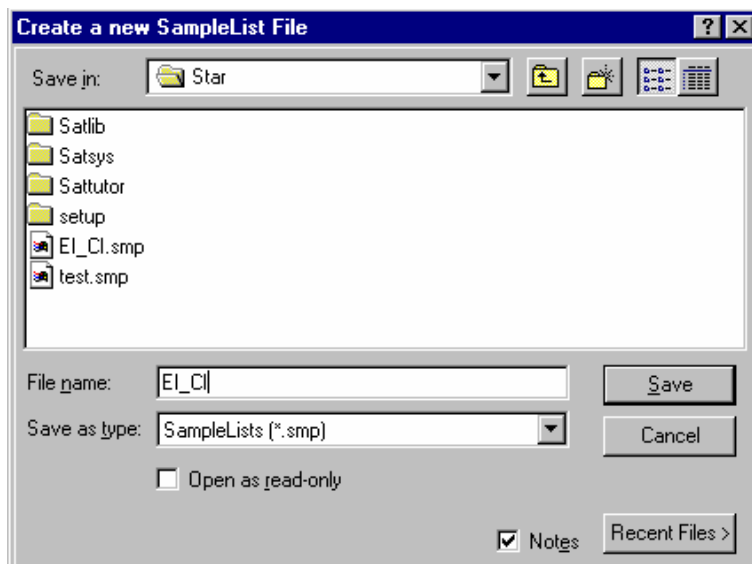 Create a new SampleList File
Save in: Star
Satlib
Satsys
Sattutor
setup
EI_CI.smp
test.smp
File name: EI_CI
Save
Save as type: SampleLists (*.smp)
Cancel
Open as read-only
Notes
Recent Files >